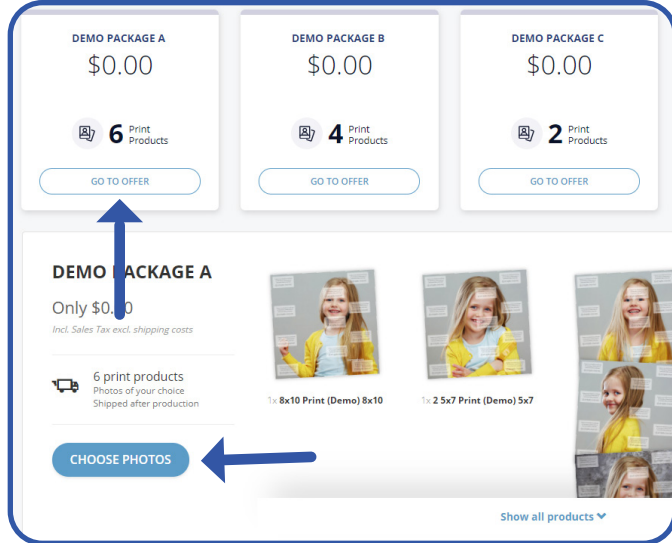 DEMO PACKAGE A
$0.00
6 Print
Products
GO TO OFFER
DEMO PACKAGE B
$0.00
4 Print
Products
GO TO OFFER
DEMO PACKAGE C
$0.00
2 Print
Products
GO TO OFFER
DEMO PACKAGE A
Only $0.00
Incl. Sales Tax excl. shipping costs
6 print products
Photos of your choice
Shipped after production
CHOOSE PHOTOS
1x 8x10 Print (Demo) 8x10
1x 2 5x7 Print (Demo) 5x7
Show all products